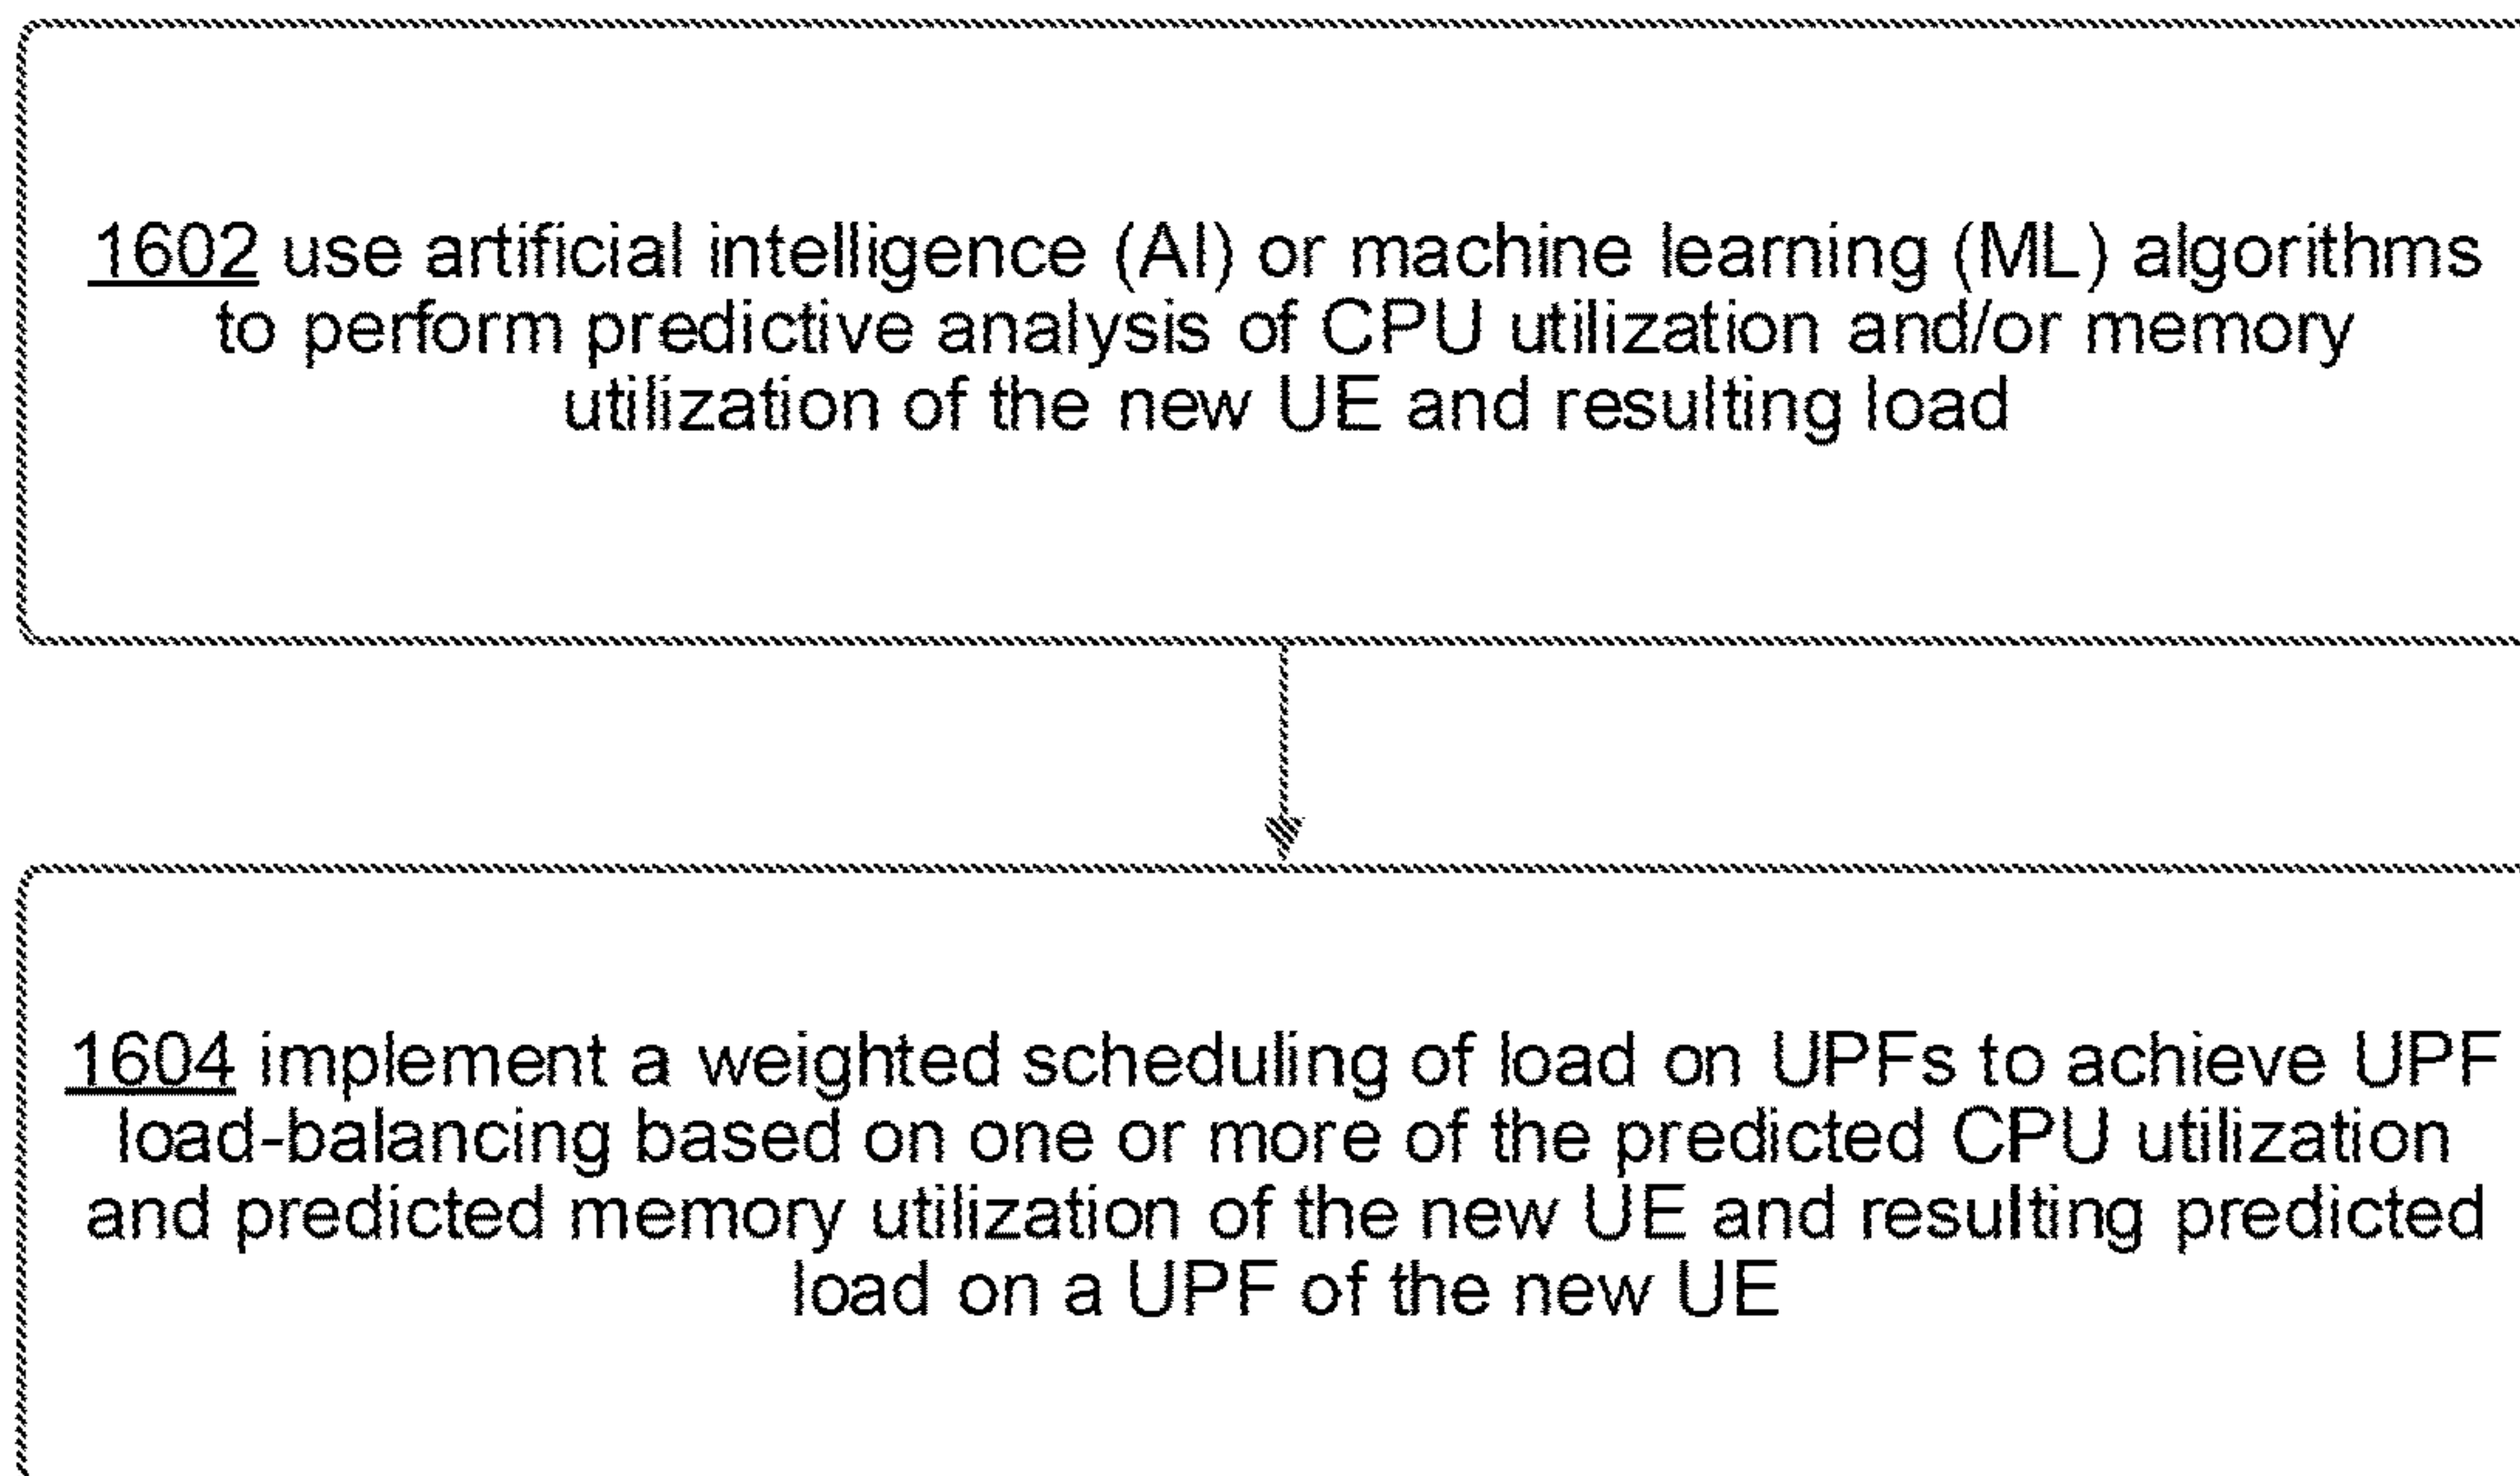 1602 use artificial intelligence (AI) or machine learning (ML) algorithms
to perform predictive analysis of CPU utilization and/or memory
utilization of the new UE and resulting load
1604 implement a weighted scheduling of load on UPFs to achieve UPF
load-balancing based on one or more of the predicted CPU utilization
and predicted memory utilization of the new UE and resulting predicted
load on a UPF of the new UE